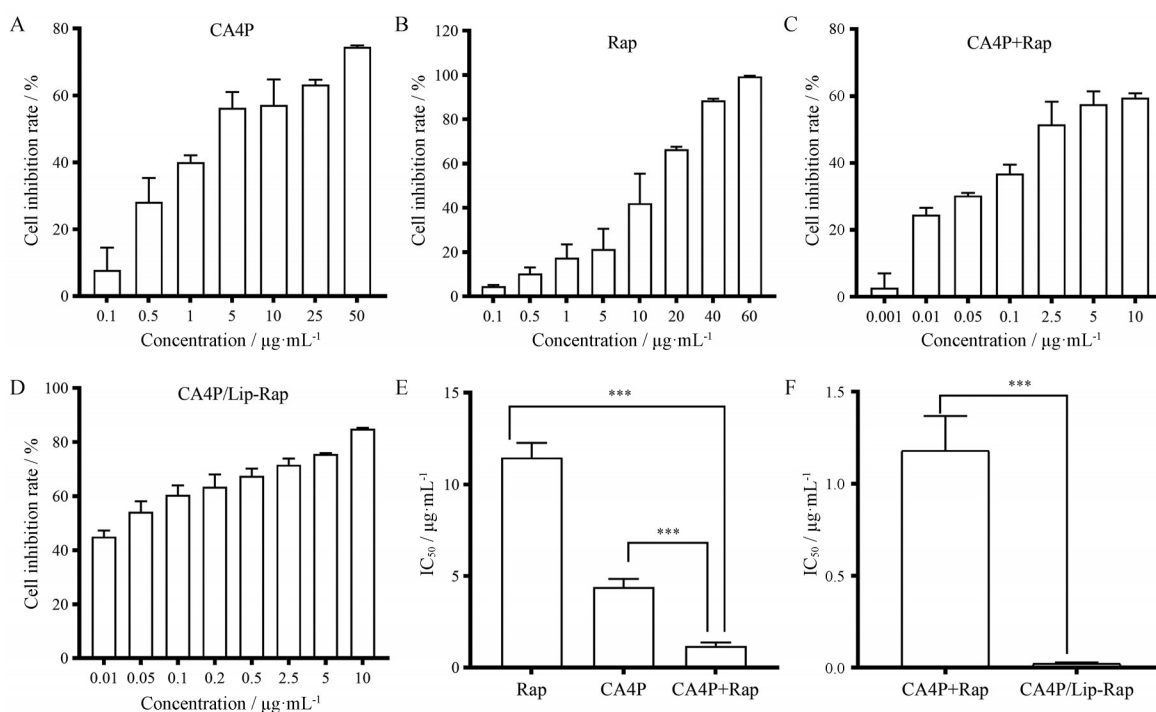 A
CA4P
Cell inhibition rate / %
80
60
40
20
0
0.1 0.5 1 5 10 25 50
Concentration / μg·mL⁻¹
B
Rap
Cell inhibition rate / %
120
100
80
60
40
20
0
0.1 0.5 1 5 10 20 40 60
Concentration / μg·mL⁻¹
C
CA4P+Rap
Cell inhibition rate / %
80
60
40
20
0
0.001 0.01 0.05 0.1 2.5 5 10
Concentration / μg·mL⁻¹
D
CA4P/Lip-Rap
Cell inhibition rate / %
100
80
60
40
20
0
0.01 0.05 0.1 0.2 0.5 2.5 5 10
Concentration / μg·mL⁻¹
E
IC₅₀ / μg·mL⁻¹
15
10
5
0
***
***
Rap CA4P CA4P+Rap
F
IC₅₀ / μg·mL⁻¹
1.5
1.0
0.5
0.0
***
CA4P+Rap CA4P/Lip-Rap